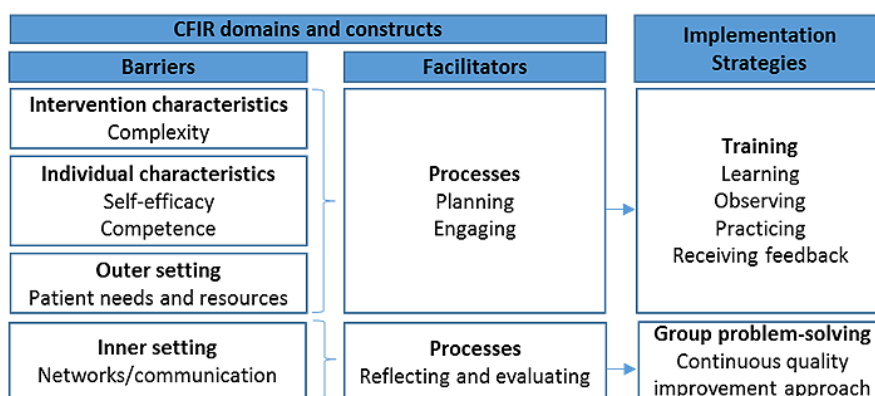 CFIR domains and constructs
Implementation
Strategies
Barriers
Facilitators
Intervention characteristics
Complexity
Individual characteristics
Self-efficacy
Competence
Outer setting
Patient needs and resources
Processes
Planning
Engaging
Training
Learning
Observing
Practicing
Receiving feedback
Inner setting
Networks/communication
Processes
Reflecting and evaluating
Group problem-solving
Continuous quality
improvement approach